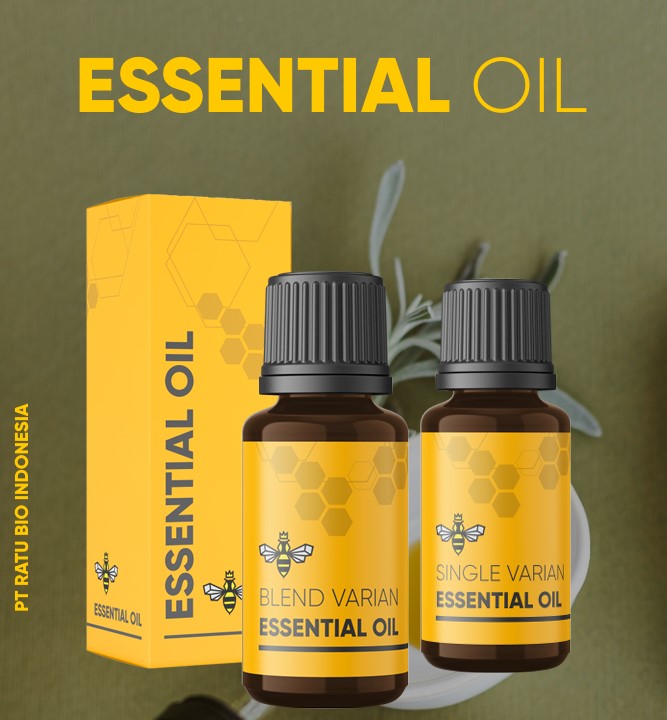 ESSENTIAL OIL
PT RATU BIO INDONESIA
ESSENTIAL OIL
ESSENTIAL OIL
BLEND VARIAN
ESSENTIAL OIL
SINGLE VARIAN
ESSENTIAL OIL